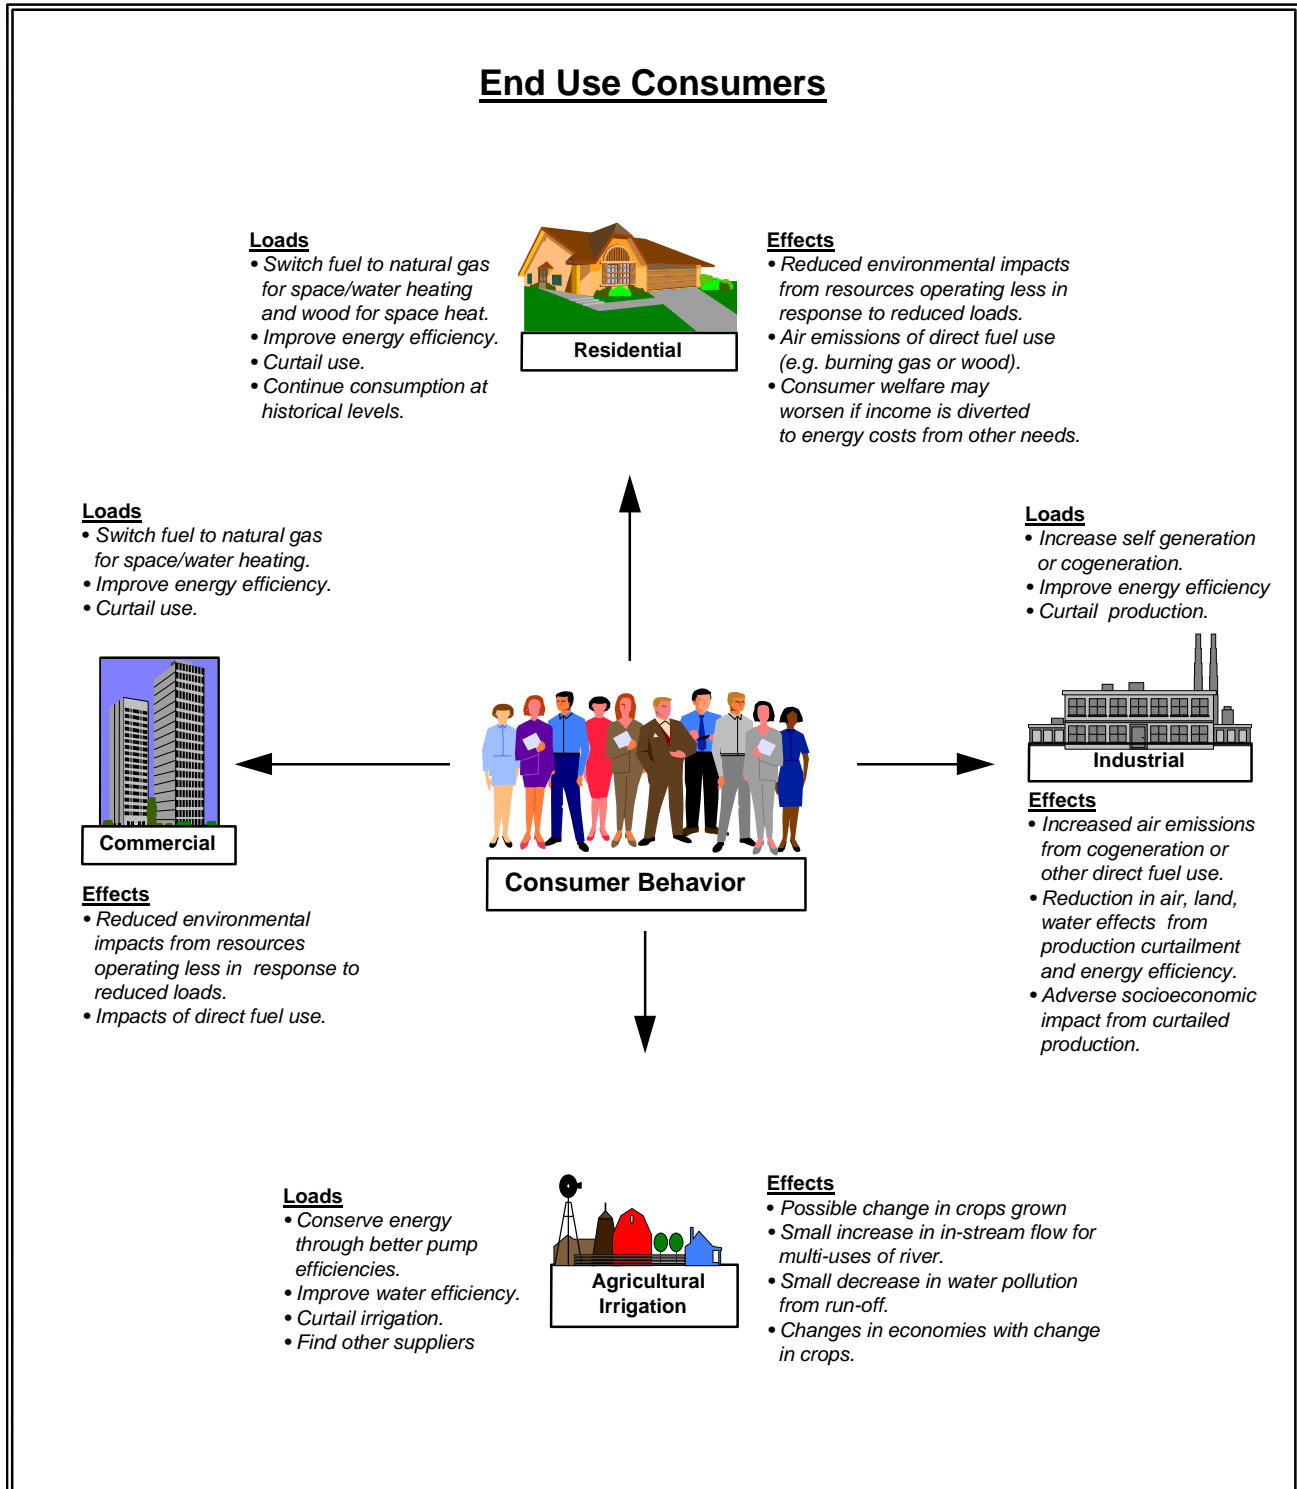 End Use Consumers
Loads
• Switch fuel to natural gas
for space/water heating
and wood for space heat.
• Improve energy efficiency.
• Curtail use.
• Continue consumption at
historical levels.
Residential
Effects
• Reduced environmental impacts
from resources operating less in
response to reduced loads.
• Air emissions of direct fuel use
(e.g. burning gas or wood).
• Consumer welfare may
worsen if income is diverted
to energy costs from other needs.
Loads
• Switch fuel to natural gas
for space/water heating.
• Improve energy efficiency.
• Curtail use.
Commercial
Effects
• Reduced environmental
impacts from resources
operating less in response to
reduced loads.
• Impacts of direct fuel use.
Consumer Behavior
Loads
• Increase self generation
or cogeneration.
• Improve energy efficiency
• Curtail production.
Industrial
Effects
• Increased air emissions
from cogeneration or
other direct fuel use.
• Reduction in air, land,
water effects from
production curtailment
and energy efficiency.
• Adverse socioeconomic
impact from curtailed
production.
Loads
• Conserve energy
through better pump
efficiencies.
• Improve water efficiency.
• Curtail irrigation.
• Find other suppliers
Agricultural
Irrigation
Effects
• Possible change in crops grown
• Small increase in in-stream flow for
multi-uses of river.
• Small decrease in water pollution
from run-off.
• Changes in economies with change
in crops.